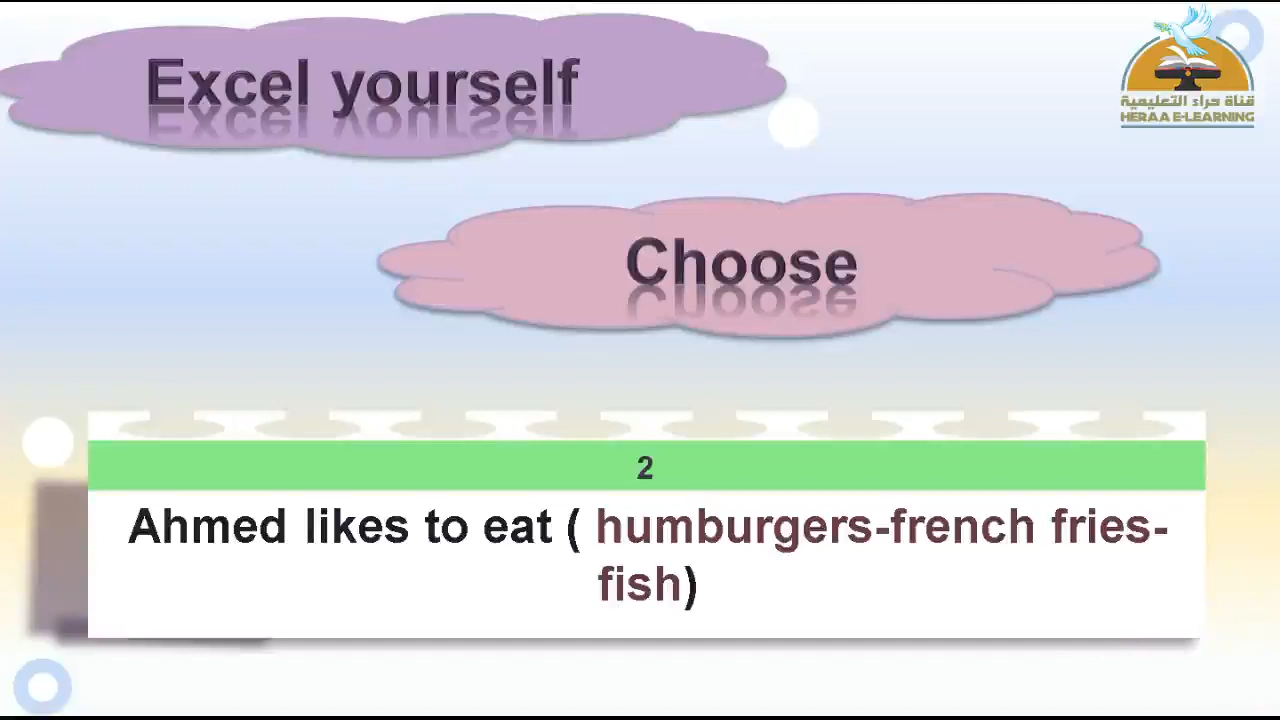 Excel yourself
قناة حراء التعليمية
HERAA E-LEARNING
Choose
2
Ahmed likes to eat ( humburgers-french fries-
fish)